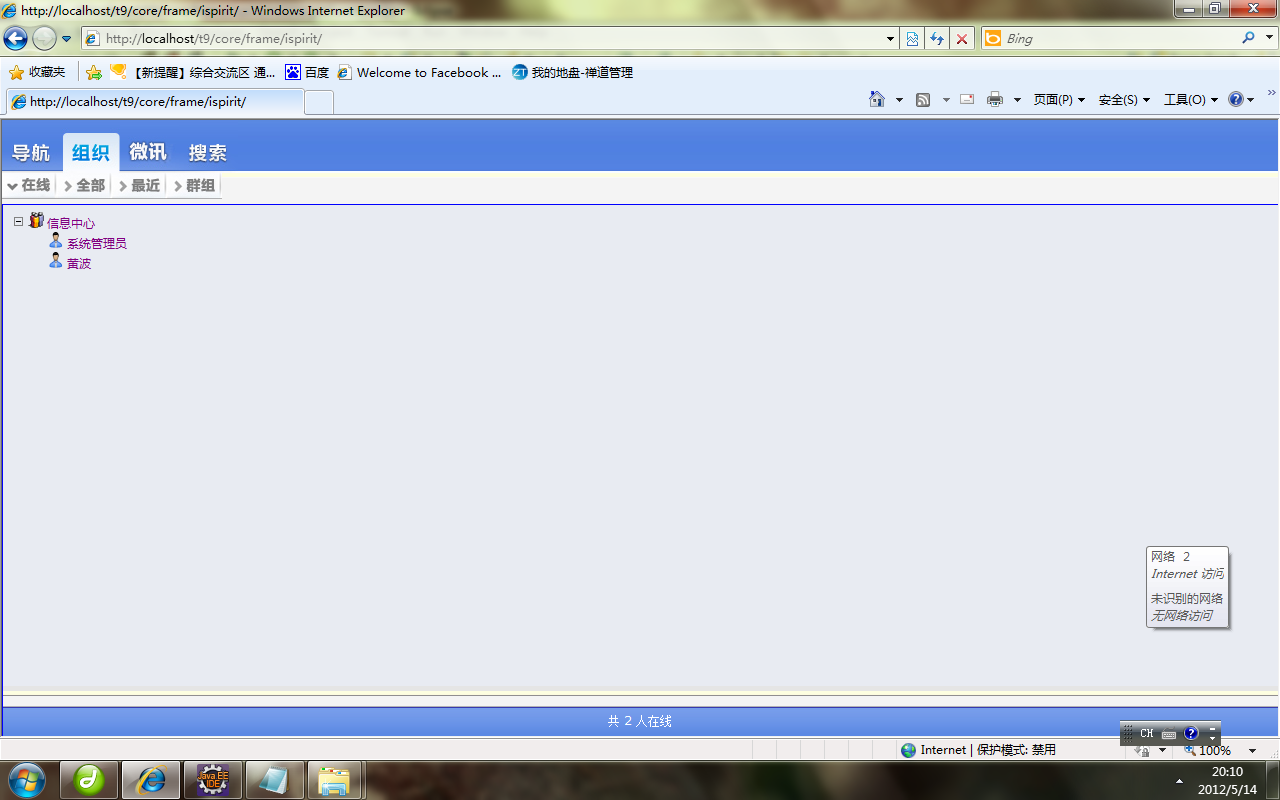 http://localhost/t9/core/frame/ispirit/ - Windows Internet Explorer
http://localhost/t9/core/frame/ispirit/
Bing
收藏夹
【新提醒】综合交流区 通...
百度
Welcome to Facebook ...
我的地盘-禅道管理
http://localhost/t9/core/frame/ispirit/
页面(P)
安全(S)
工具(O)
导航 组织 微讯 搜索
在线 全部 最近 群组
信息中心
系统管理员
黄波
网络 2
Internet 访问
未识别的网络
无网络访问
共 2 人在线
CH
Internet | 保护模式: 禁用
100%
Java EE
IDE
20:10
2012/5/14